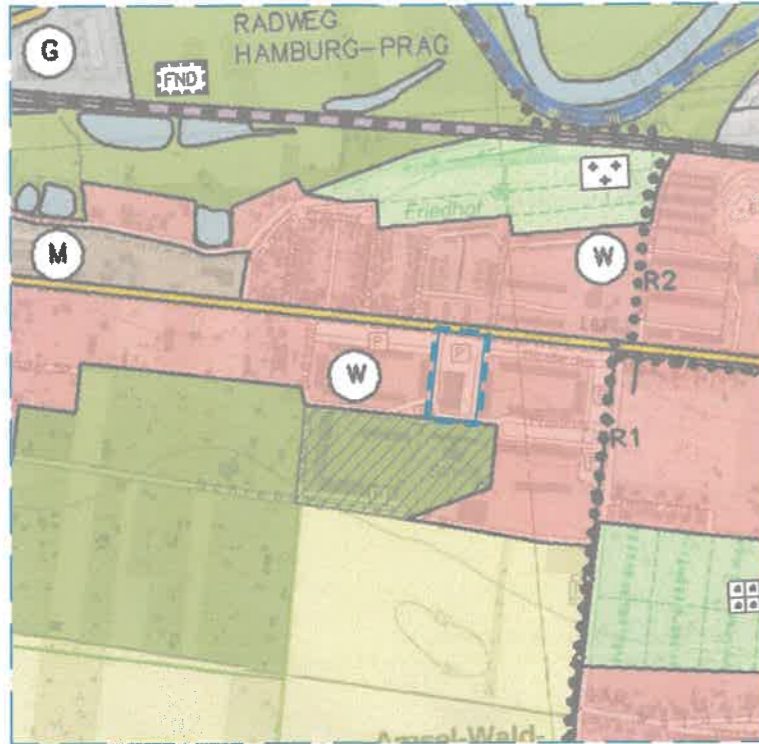 RADWEG
HAMBURG-PRAG
G
FND
Friedhof
M
W
R2
P
P
W
R1
Amsel-Wald-